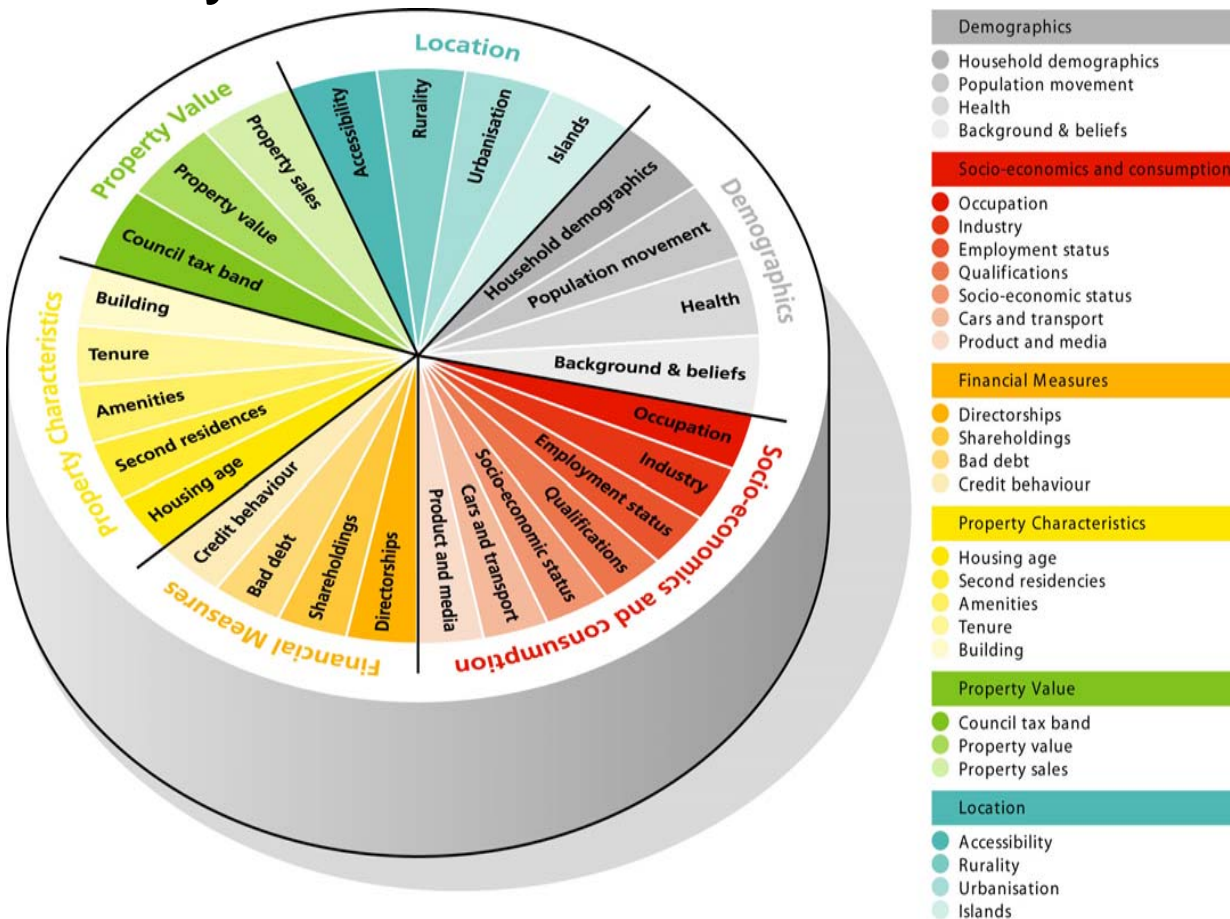 Location
Accessibility
Rurality
Urbanisation
Islands
Demographics
Household demographics
Population movement
Health
Background & beliefs
Socio-economics and consumption
Occupation
Industry
Employment status
Qualifications
Socio-economic status
Cars and transport
Product and media
Financial Measures
Directorships
Shareholdings
Bad debt
Credit behaviour
Property Characteristics
Housing age
Second residences
Amenities
Tenure
Building
Property Value
Council tax band
Property value
Property sales
Demographics
Household demographics
Population movement
Health
Background & beliefs
Socio-economics and consumption
Occupation
Industry
Employment status
Qualifications
Socio-economic status
Cars and transport
Product and media
Financial Measures
Directorships
Shareholdings
Bad debt
Credit behaviour
Property Characteristics
Housing age
Second residencies
Amenities
Tenure
Building
Property Value
Council tax band
Property value
Property sales
Location
Accessibility
Rurality
Urbanisation
Islands